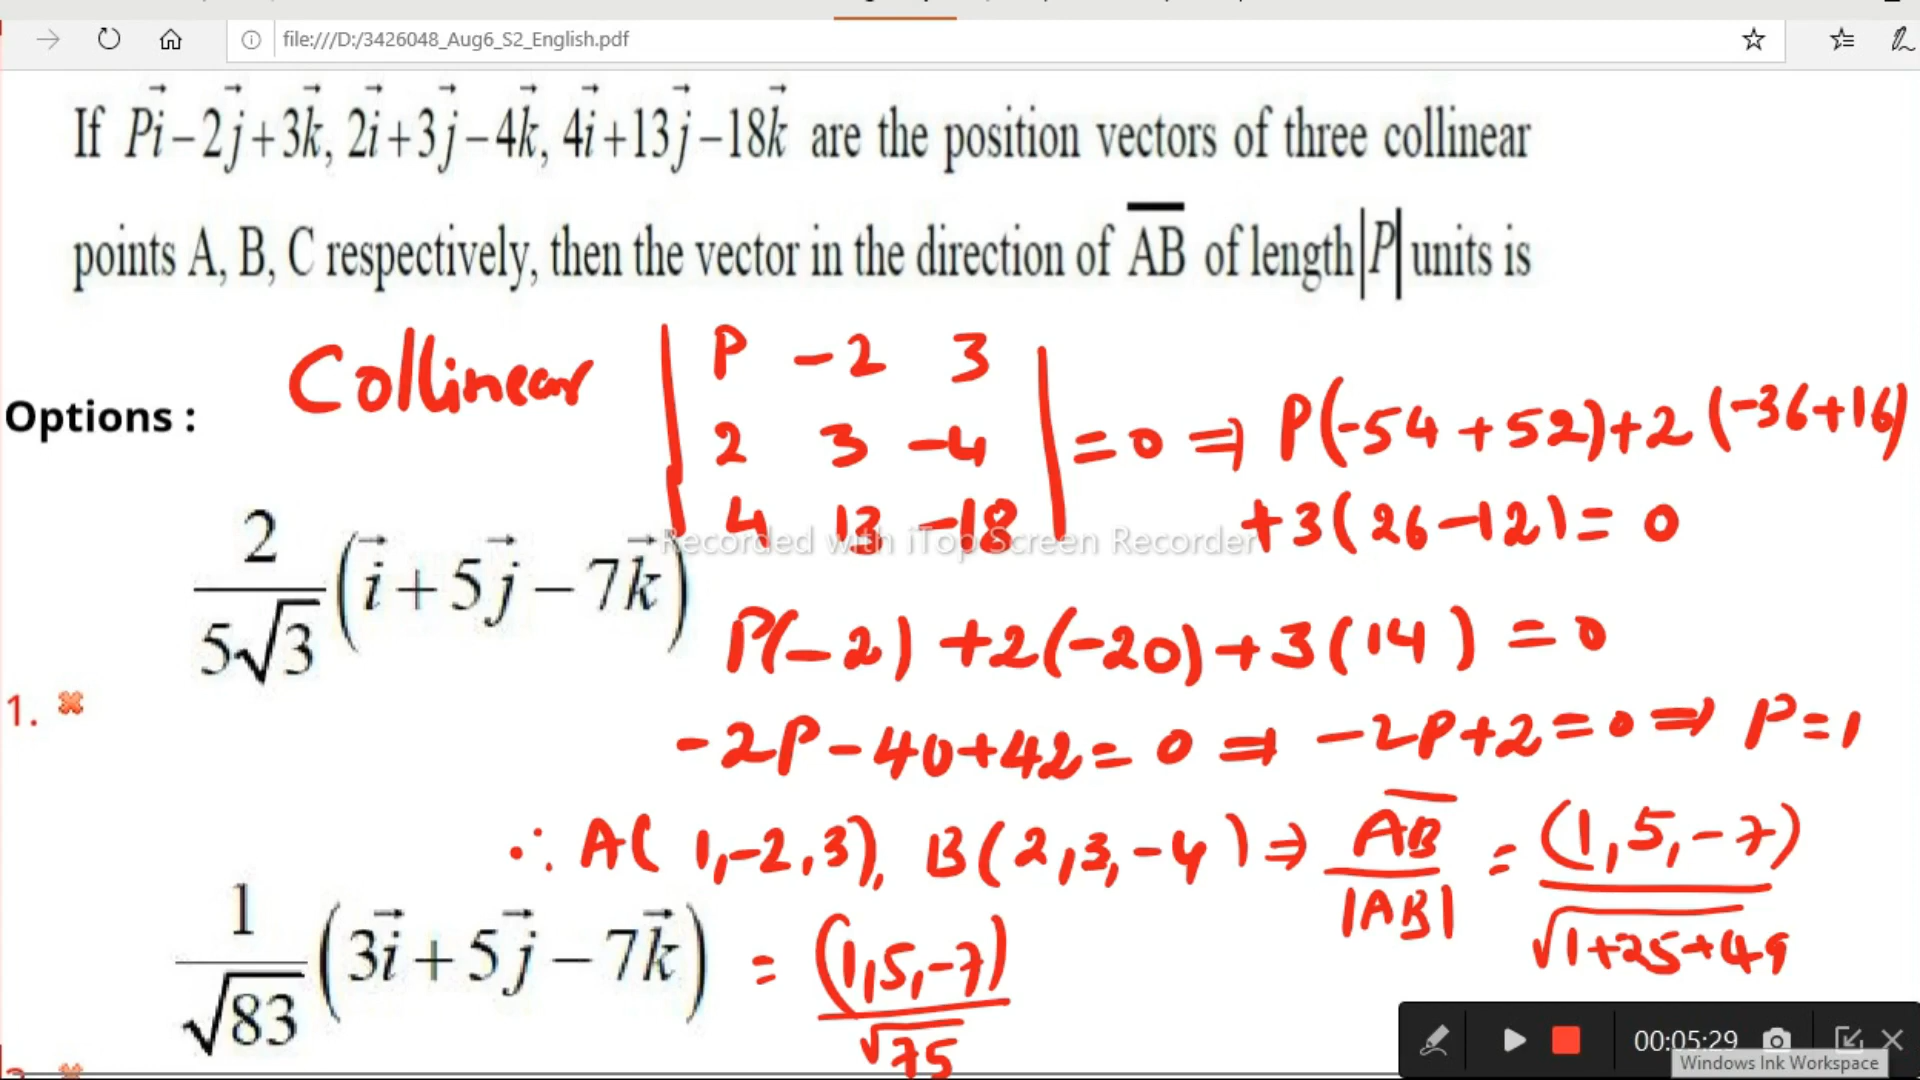 file:///D:/3426048_Aug6_S2_English.pdf
If Pi⃗ − 2j⃗ + 3k⃗, 2i⃗ + 3j⃗ − 4k⃗, 4i⃗ + 13j⃗ − 18k⃗ are the position vectors of three collinear
points A, B, C respectively, then the vector in the direction of A̅B̅ of length |P| units is
Collinear | P −2 3 |
| 2 3 −4 | = 0 ⇒ P(−54 + 52) + 2(−36+16)
| 4 13 −18 | + 3(26−12) = 0
Options :
2/(5√3) (i⃗ + 5j⃗ − 7k⃗)
Recorded with iTop Screen Recorder
P(−2) + 2(−20) + 3(14) = 0
1.
−2P − 40 + 42 = 0 ⇒ −2P + 2 = 0 ⇒ P = 1
∴ A(1, −2, 3), B(2, 3, −4) ⇒ A̅B̅/|AB| = (1, 5, −7)/√(1+25+49)
1/√83 (3i⃗ + 5j⃗ − 7k⃗) = (1, 5, −7)/√75
00:05:29
Windows Ink Workspace